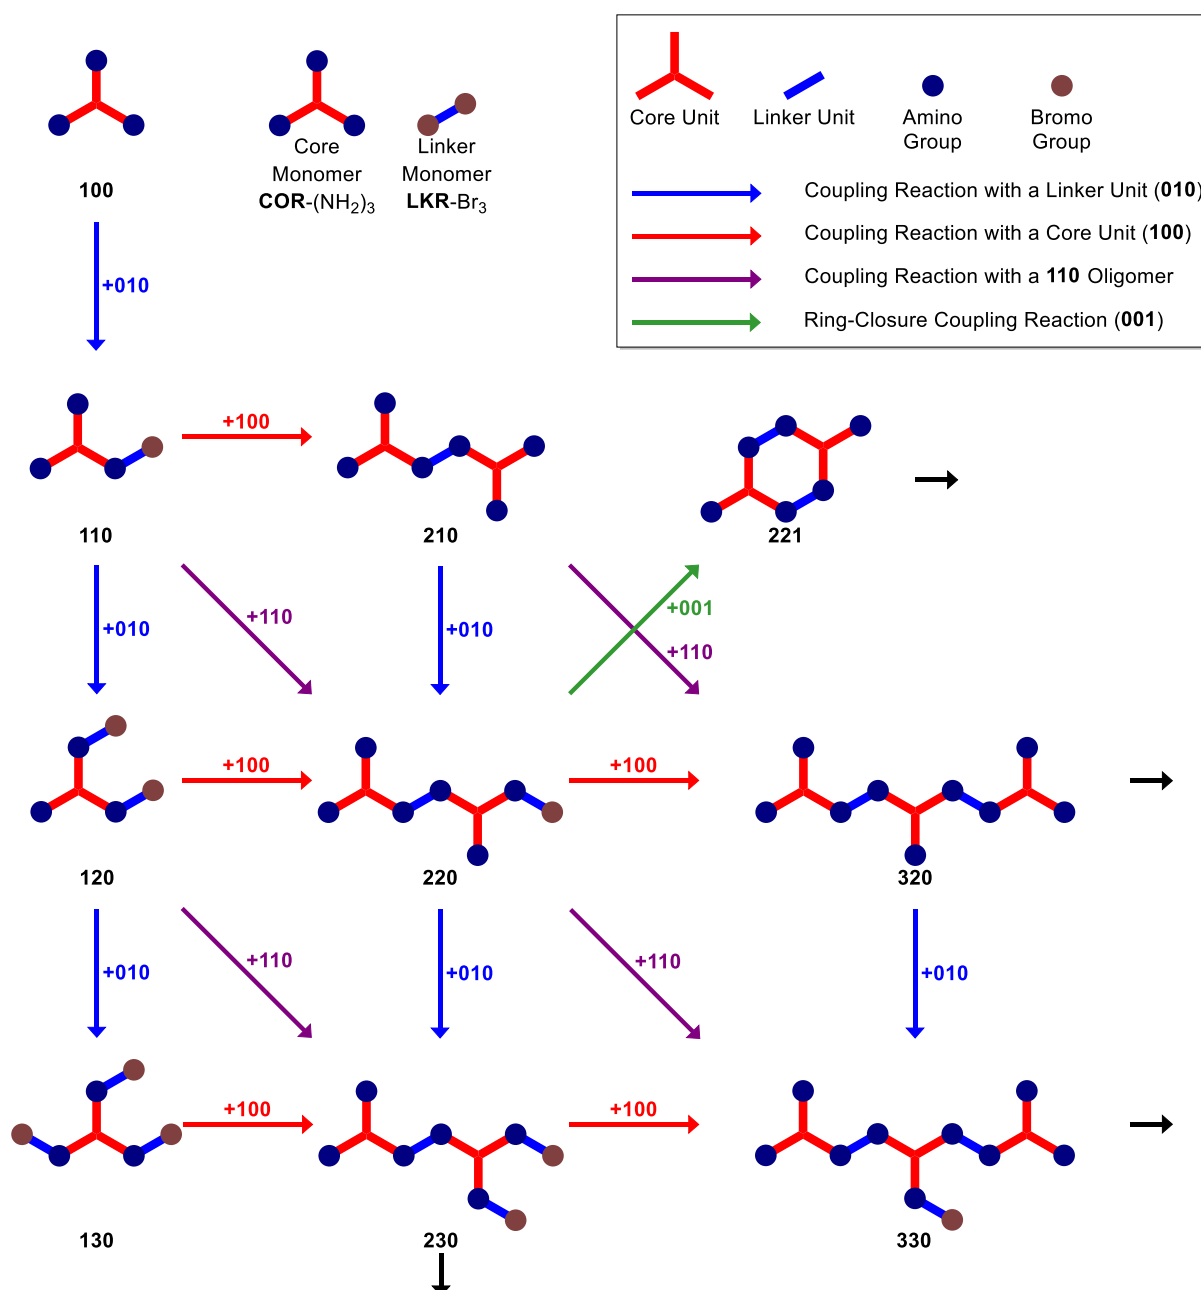 Core Unit
Linker Unit
Amino
Group
Bromo
Group
Core
Monomer
COR-(NH2)3
Linker
Monomer
LKR-Br3
100
Coupling Reaction with a Linker Unit (010)
Coupling Reaction with a Core Unit (100)
Coupling Reaction with a 110 Oligomer
Ring-Closure Coupling Reaction (001)
+010
+100
110
210
221
+010
+110
+010
+001
+110
+100
+100
120
220
320
+010
+110
+010
+110
+010
+100
+100
130
230
330